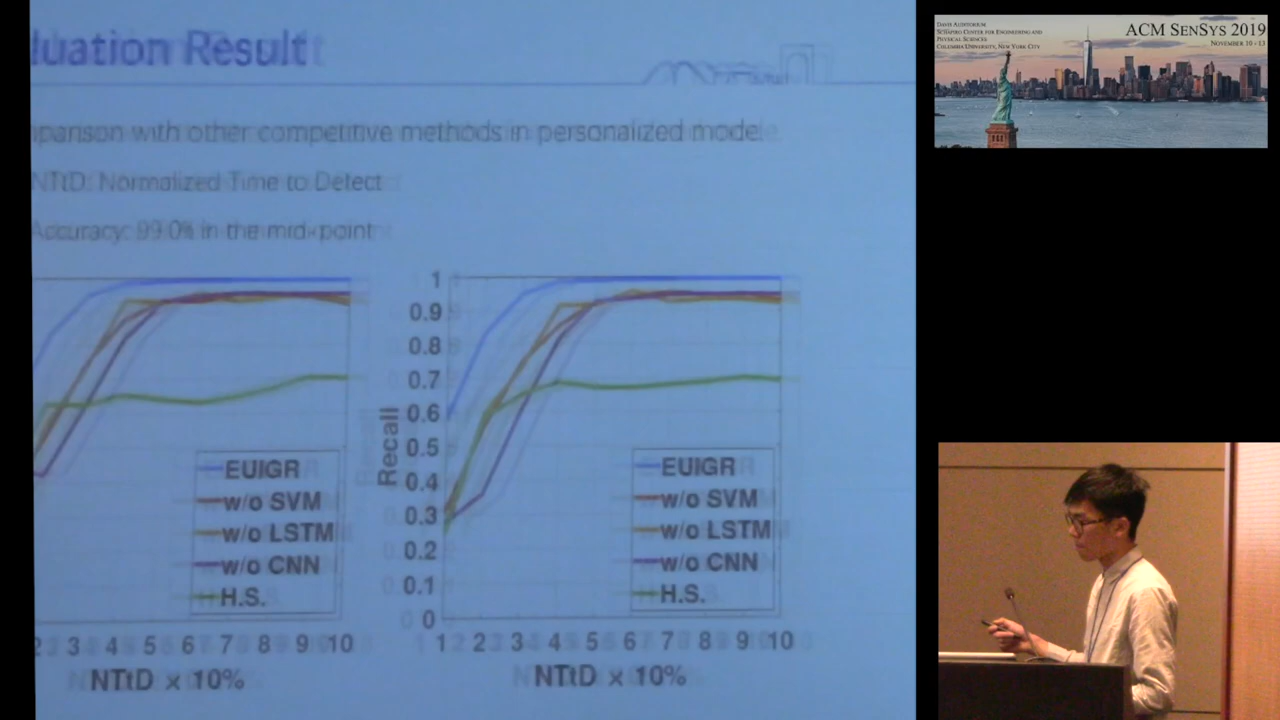 luation Result
nparison with other competitive methods in personalized mode
NTtD: Normalized Time to Detect
Accuracy: 99.0% in the mid-point
EUIGR
w/o SVM
w/o LSTM
w/o CNN
H.S.
2 3 4 5 6 7 8 9 10
NTtD × 10%
Recall
1
0.9
0.8
0.7
0.6
0.5
0.4
0.3
0.2
0.1
0
EUIGR
w/o SVM
w/o LSTM
w/o CNN
H.S.
1 2 3 4 5 6 7 8 9 10
NTtD × 10%
DAVIS AUDITORIUM
SCHAPIRO CENTER FOR ENGINEERING AND
PHYSICAL SCIENCES
COLUMBIA UNIVERSITY, NEW YORK CITY
ACM SENSYS 2019
NOVEMBER 10 - 13